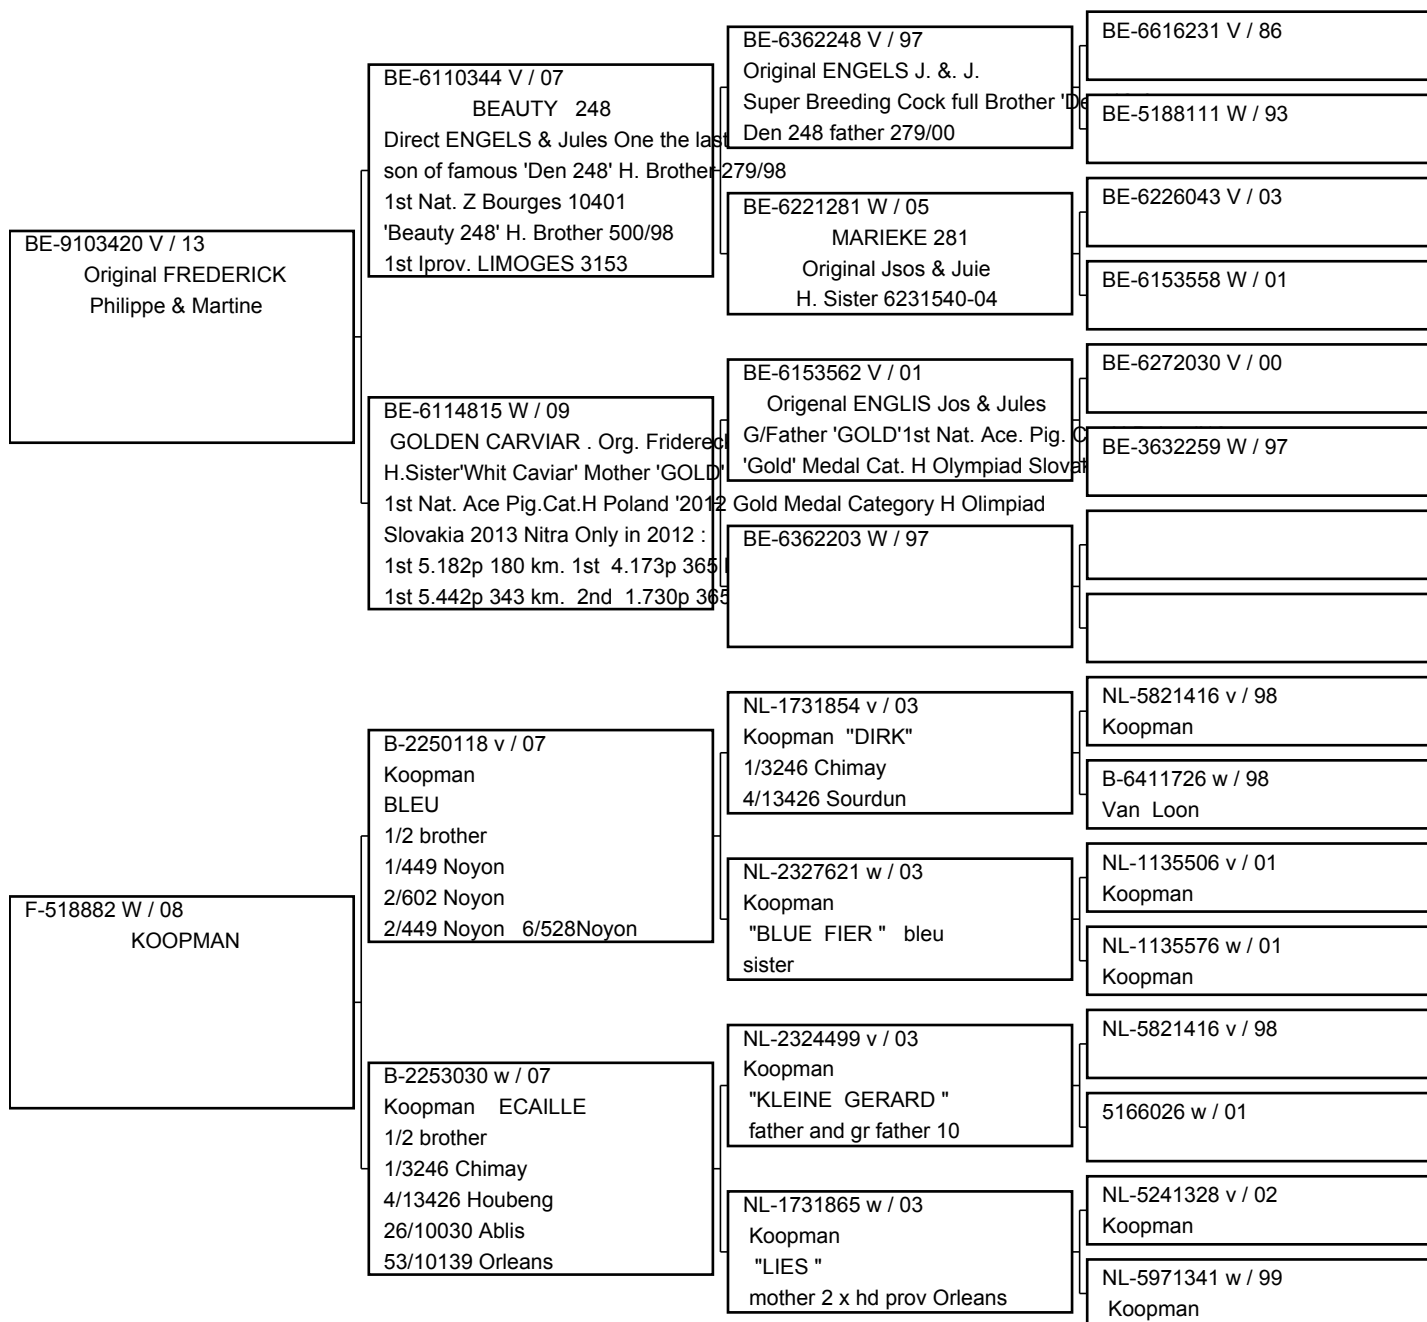 BE-9103420 V / 13
Original FREDERICK
Philippe & Martine
F-518882 W / 08
KOOPMAN
BE-6110344 V / 07
BEAUTY 248
Direct ENGELS & Jules One the last
son of famous 'Den 248' H. Brother 279/98
1st Nat. Z Bourges 10401
'Beauty 248' H. Brother 500/98
1st Iprov. LIMOGES 3153
BE-6114815 W / 09
GOLDEN CARVIAR . Org. Friderec
H.Sister'Whit Caviar' Mother 'GOLD'
1st Nat. Ace Pig.Cat.H Poland '2012 Gold Medal Category H Olimpiad
Slovakia 2013 Nitra Only in 2012 :
1st 5.182p 180 km. 1st 4.173p 365
1st 5.442p 343 km. 2nd 1.730p 365
B-2250118 v / 07
Koopman
BLEU
1/2 brother
1/449 Noyon
2/602 Noyon
2/449 Noyon 6/528Noyon
B-2253030 w / 07
Koopman ECAILLE
1/2 brother
1/3246 Chimay
4/13426 Houbeng
26/10030 Ablis
53/10139 Orleans
BE-6362248 V / 97
Original ENGELS J. &. J.
Super Breeding Cock full Brother
Den 248 father 279/00
BE-6221281 W / 05
MARIEKE 281
Original Jsos & Juie
H. Sister 6231540-04
BE-6153562 V / 01
Origenal ENGLIS Jos & Jules
G/Father 'GOLD'1st Nat. Ace. Pig.
'Gold' Medal Cat. H Olympiad
BE-6362203 W / 97
NL-1731854 v / 03
Koopman "DIRK"
1/3246 Chimay
4/13426 Sourdun
NL-2327621 w / 03
Koopman
"BLUE FIER " bleu
sister
NL-2324499 v / 03
Koopman
"KLEINE GERARD "
father and gr father 10
NL-1731865 w / 03
Koopman
"LIES "
mother 2 x hd prov Orleans
BE-6616231 V / 86
BE-5188111 W / 93
BE-6226043 V / 03
BE-6153558 W / 01
BE-6272030 V / 00
BE-3632259 W / 97
NL-5821416 v / 98
Koopman
B-6411726 w / 98
Van Loon
NL-1135506 v / 01
Koopman
NL-1135576 w / 01
Koopman
NL-5821416 v / 98
5166026 w / 01
NL-5241328 v / 02
Koopman
NL-5971341 w / 99
Koopman